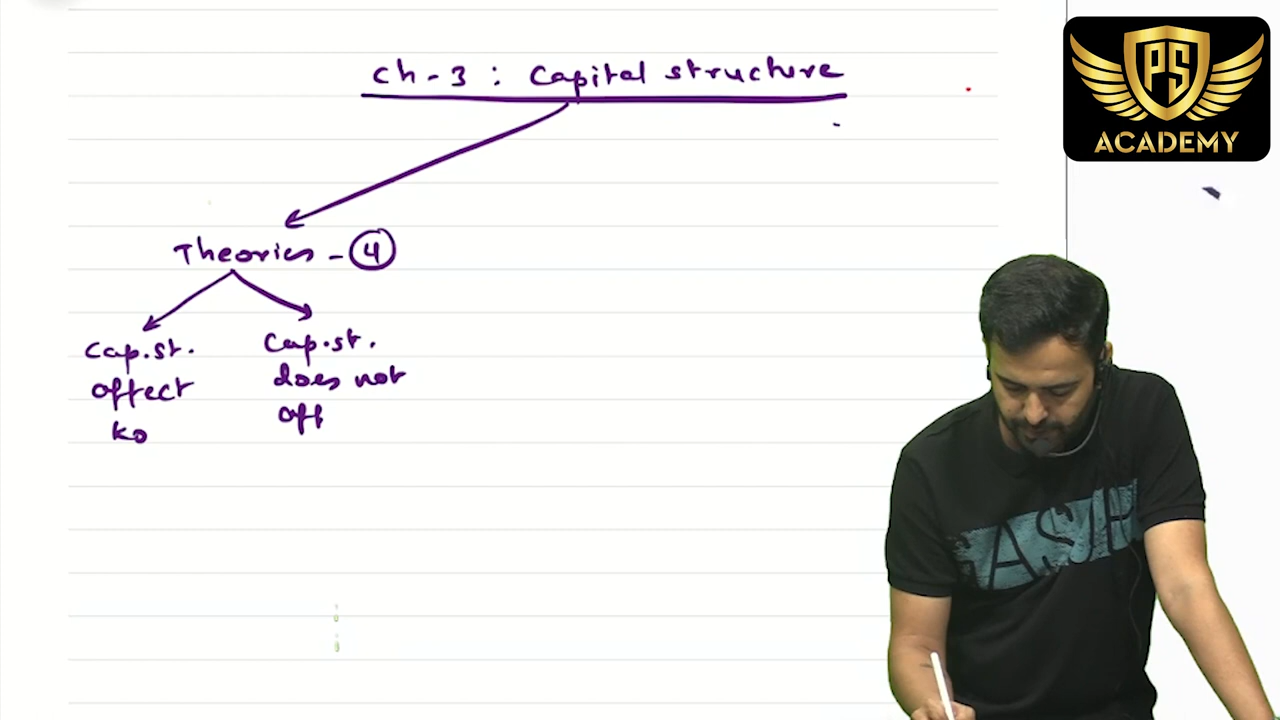 Ch-3 : Capital structure
PS
ACADEMY
Theories - 4
Cap.st.
affect
ko
Cap.st.
does not
aff